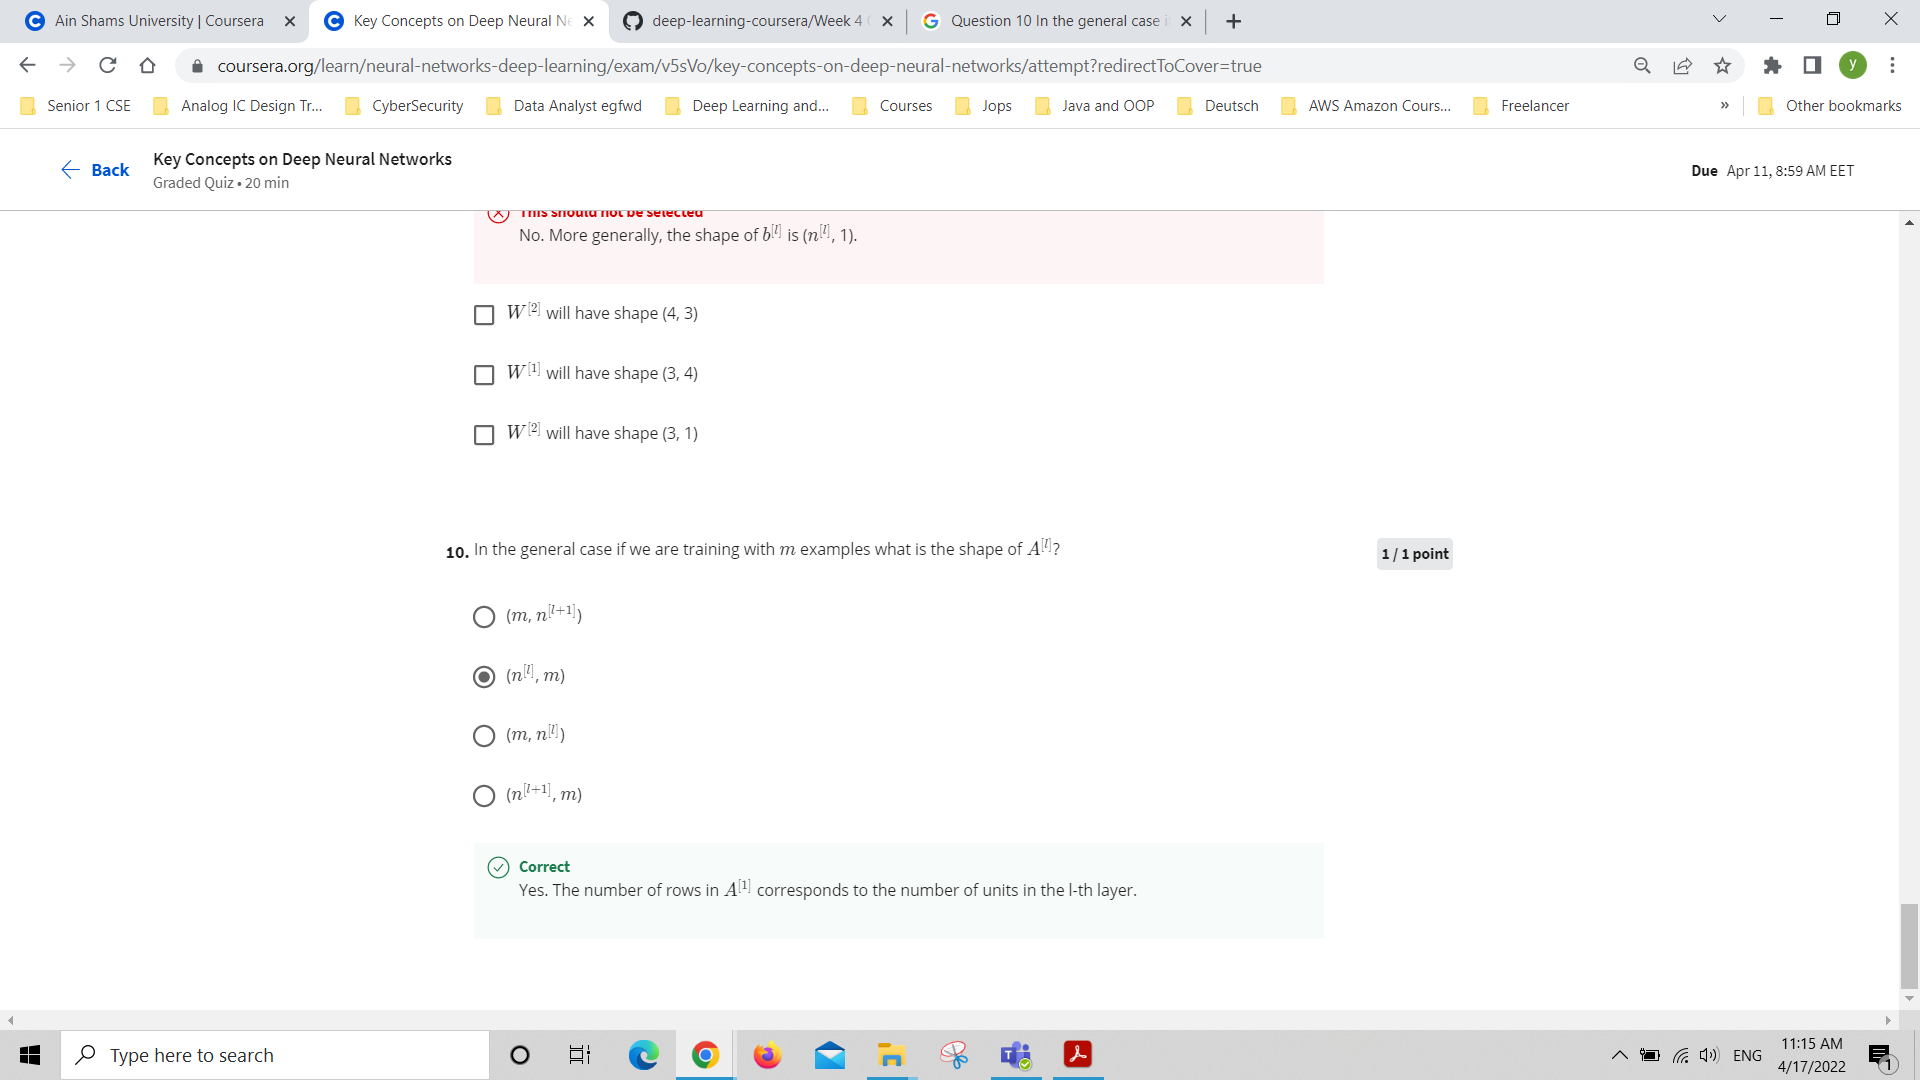 Ain Shams University | Coursera
Key Concepts on Deep Neural Ne
deep-learning-coursera/Week 4
Question 10 In the general case i
coursera.org/learn/neural-networks-deep-learning/exam/v5sVo/key-concepts-on-deep-neural-networks/attempt?redirectToCover=true
y
Senior 1 CSE
Analog IC Design Tr...
CyberSecurity
Data Analyst egfwd
Deep Learning and...
Courses
Jops
Java and OOP
Deutsch
AWS Amazon Cours...
Freelancer
»
Other bookmarks
Back
Key Concepts on Deep Neural Networks
Graded Quiz • 20 min
Due Apr 11, 8:59 AM EET
This should not be selected
No. More generally, the shape of b^[l] is (n^[l], 1).
W^[2] will have shape (4, 3)
W^[1] will have shape (3, 4)
W^[2] will have shape (3, 1)
10. In the general case if we are training with m examples what is the shape of A^[l]?
1 / 1 point
(m, n^[l+1])
(n^[l], m)
(m, n^[l])
(n^[l+1], m)
Correct
Yes. The number of rows in A^[1] corresponds to the number of units in the l-th layer.
Type here to search
ENG
11:15 AM
4/17/2022
1